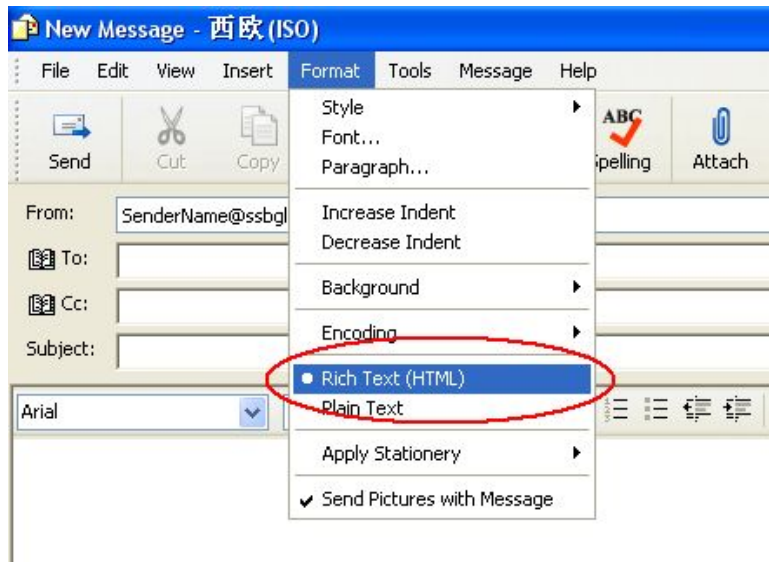 New Message - 西欧 (ISO)
File Edit View Insert Format Tools Message Help
Send Cut Copy ABC Spelling Attach
Style
Font...
Paragraph...
From: SenderName@ssbgl
Increase Indent
Decrease Indent
To:
Background
Cc:
Encoding
Subject:
Rich Text (HTML)
Arial
Plain Text
Apply Stationery
Send Pictures with Message